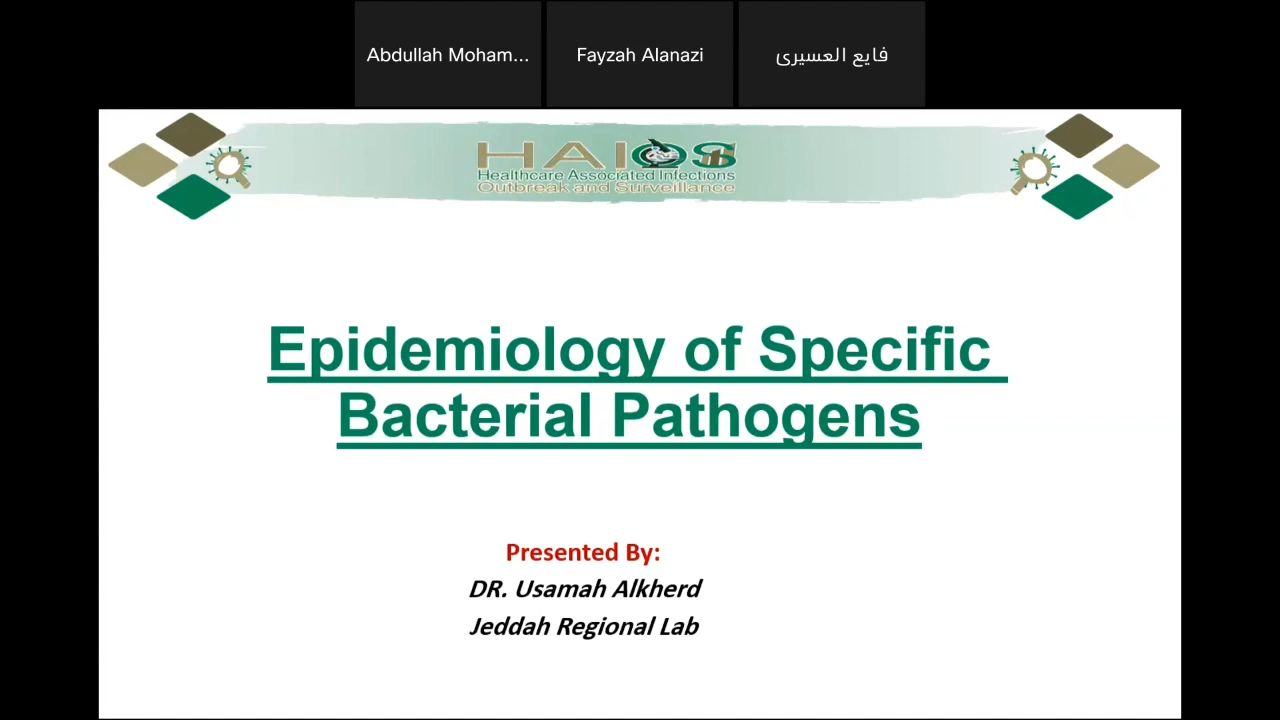 Abdullah Moham...
Fayzah Alanazi
فايع العسيرى
HAIOS
Healthcare Associated Infections
Outbreak and Surveillance
Epidemiology of Specific
Bacterial Pathogens
Presented By:
DR. Usamah Alkherd
Jeddah Regional Lab